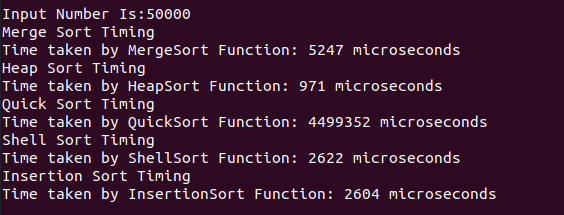 Input Number Is:50000
Merge Sort Timing
Time taken by MergeSort Function: 5247 microseconds
Heap Sort Timing
Time taken by HeapSort Function: 971 microseconds
Quick Sort Timing
Time taken by QuickSort Function: 4499352 microseconds
Shell Sort Timing
Time taken by ShellSort Function: 2622 microseconds
Insertion Sort Timing
Time taken by InsertionSort Function: 2604 microseconds